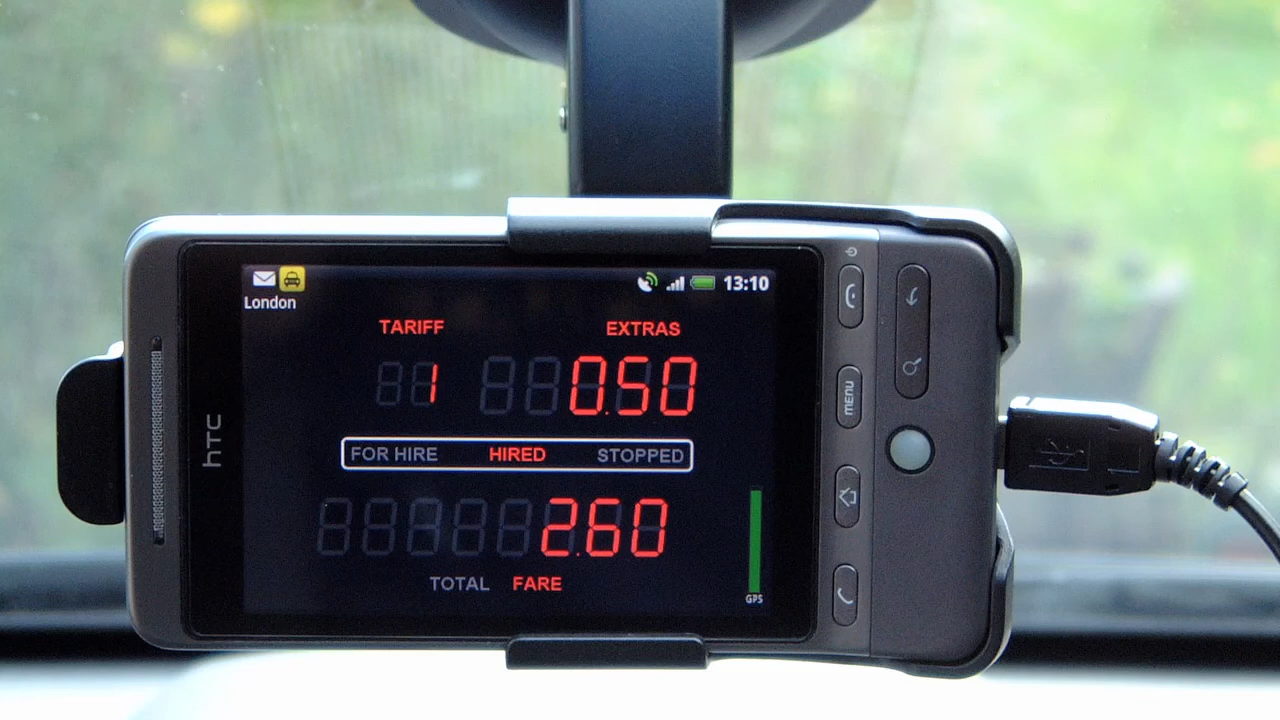 13:10
London
TARIFF EXTRAS
1 0.50
FOR HIRE HIRED STOPPED
2.60
TOTAL FARE
GPS
hTC
MENU